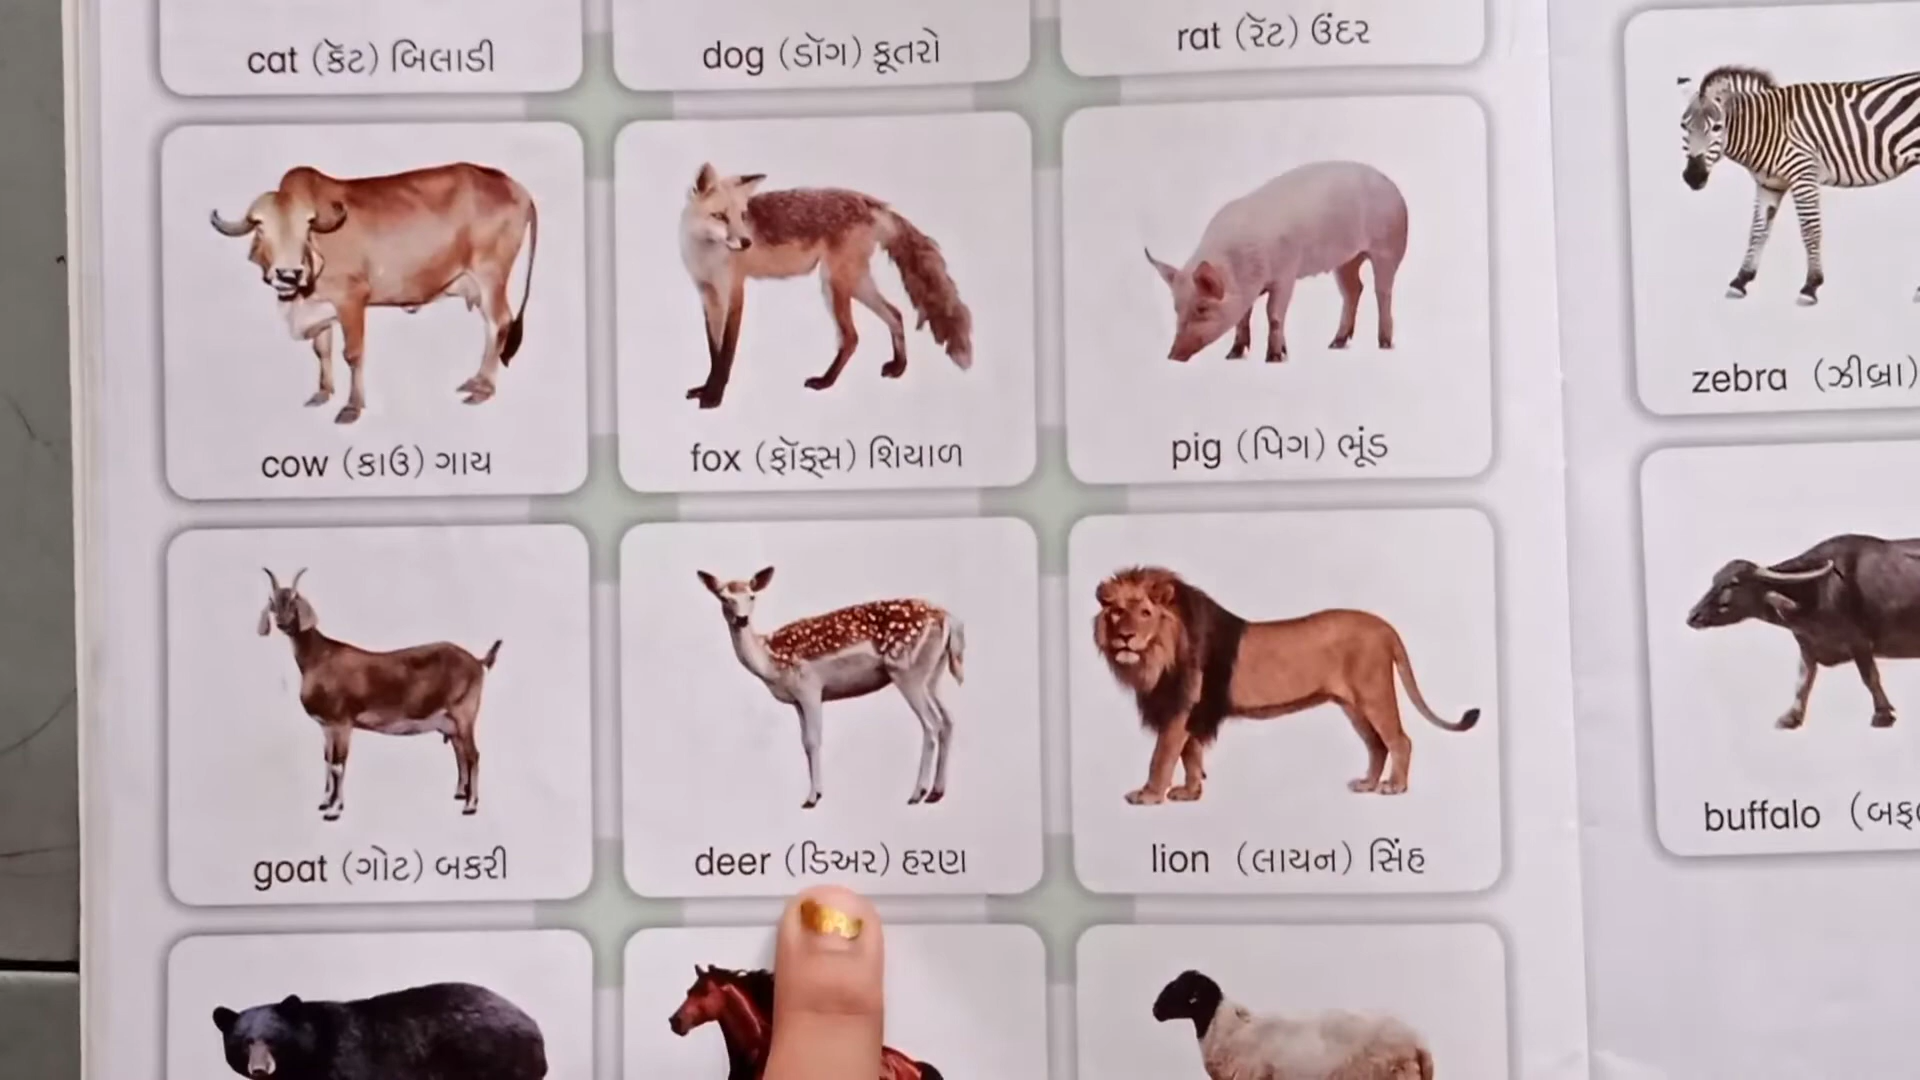 cat (કૅટ) બિલાડી
dog (ડૉગ) કૂતરો
rat (રૅટ) ઉંદર
cow (કાઉ) ગાય
fox (ફૉક્સ) શિયાળ
pig (પિગ) ભૂંડ
zebra (ઝીબ્રા)
goat (ગોટ) બકરી
deer (ડિઅર) હરણ
lion (લાયન) સિંહ
buffalo